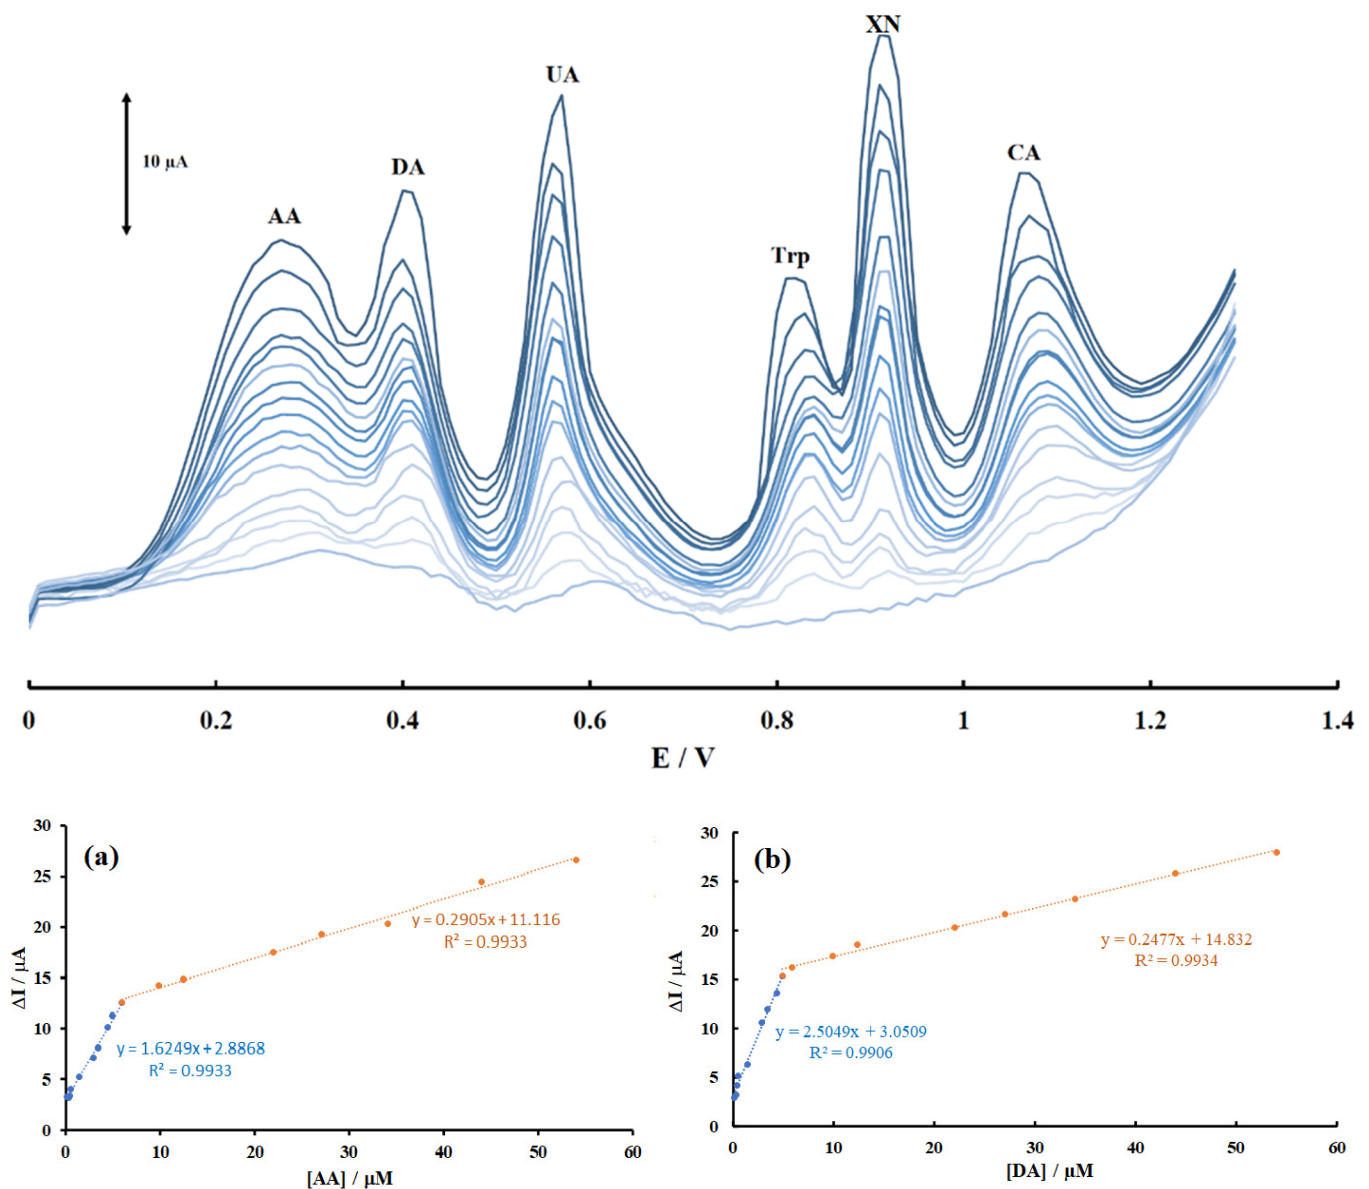 XN
UA
10 µA
CA
DA
AA
Trp
0 0.2 0.4 0.6 0.8 1 1.2 1.4
E / V
(a)
30
25
20
15
10
5
0
ΔI / µA
y = 0.2905x+11.116
R² = 0.9933
y = 1.6249x+2.8868
R² = 0.9933
0 10 20 30 40 50 60
[AA] / µM
(b)
30
25
20
15
10
5
0
ΔI / µA
y = 0.2477x + 14.832
R² = 0.9934
y = 2.5049x + 3.0509
R² = 0.9906
0 10 20 30 40 50 60
[DA] / µM